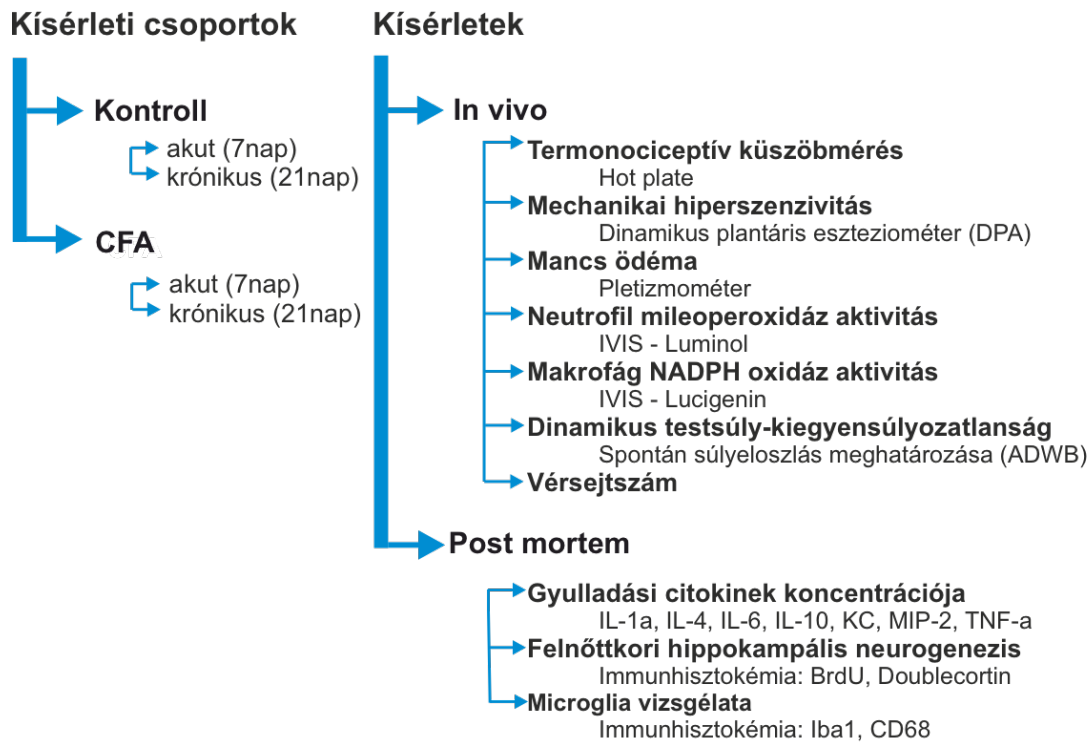 Kísérleti csoportok
Kontroll
akut (7nap)
krónikus (21nap)
CFA
akut (7nap)
krónikus (21nap)
Kísérletek
In vivo
Termonociceptív küszöbmérés
Hot plate
Mechanikai hiperszenzivitás
Dinamikus plantáris eszteziométer (DPA)
Mancs ödéma
Pletizmométer
Neutrofil mileoperoxidáz aktivitás
IVIS - Luminol
Makrofág NADPH oxidáz aktivitás
IVIS - Lucigenin
Dinamikus testsúly-kiegyensúlyozatlanság
Spontán súlyeloszlás meghatározása (ADWB)
Vérsejtszám
Post mortem
Gyulladási citokinek koncentrációja
IL-1a, IL-4, IL-6, IL-10, KC, MIP-2, TNF-a
Felnőttkori hippokampális neurogenezis
Immunhisztokémia: BrdU, Doublecortin
Microglia vizsgélata
Immunhisztokémia: Iba1, CD68